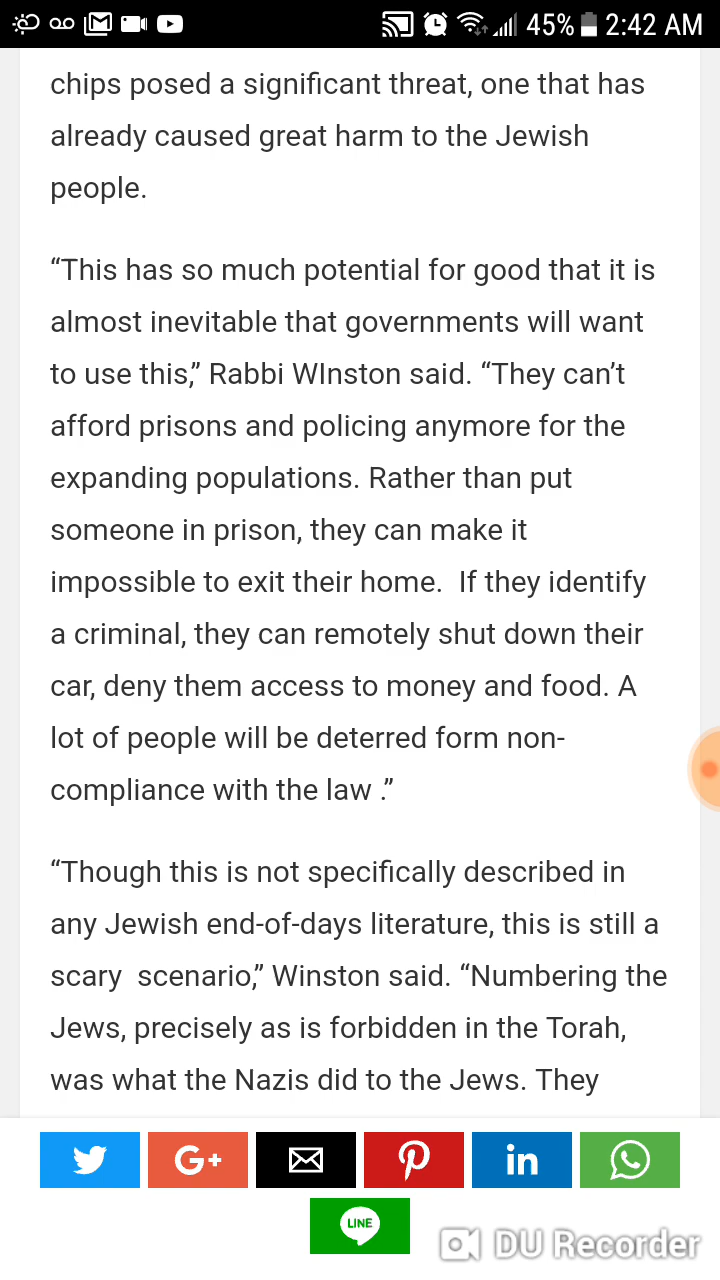 45% 2:42 AM
chips posed a significant threat, one that has
already caused great harm to the Jewish
people.
“This has so much potential for good that it is
almost inevitable that governments will want
to use this,” Rabbi WInston said. “They can’t
afford prisons and policing anymore for the
expanding populations. Rather than put
someone in prison, they can make it
impossible to exit their home.  If they identify
a criminal, they can remotely shut down their
car, deny them access to money and food. A
lot of people will be deterred form non-
compliance with the law .”
“Though this is not specifically described in
any Jewish end-of-days literature, this is still a
scary  scenario,” Winston said. “Numbering the
Jews, precisely as is forbidden in the Torah,
was what the Nazis did to the Jews. They
G+
in
LINE
DU Recorder